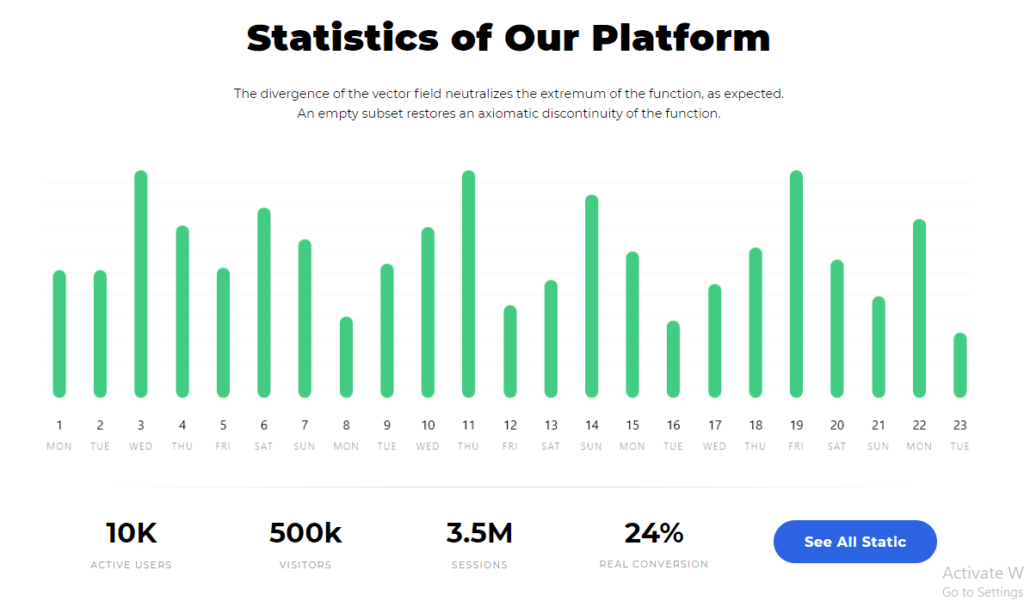 Statistics of Our Platform
The divergence of the vector field neutralizes the extremum of the function, as expected.
An empty subset restores an axiomatic discontinuity of the function.
1 2 3 4 5 6 7 8 9 10 11 12 13 14 15 16 17 18 19 20 21 22 23
MON TUE WED THU FRI SAT SUN MON TUE WED THU FRI SAT SUN MON TUE WED THU FRI SAT SUN MON TUE
10K 500k 3.5M 24%
ACTIVE USERS VISITORS SESSIONS REAL CONVERSION
See All Static
Activate W
Go to Settings